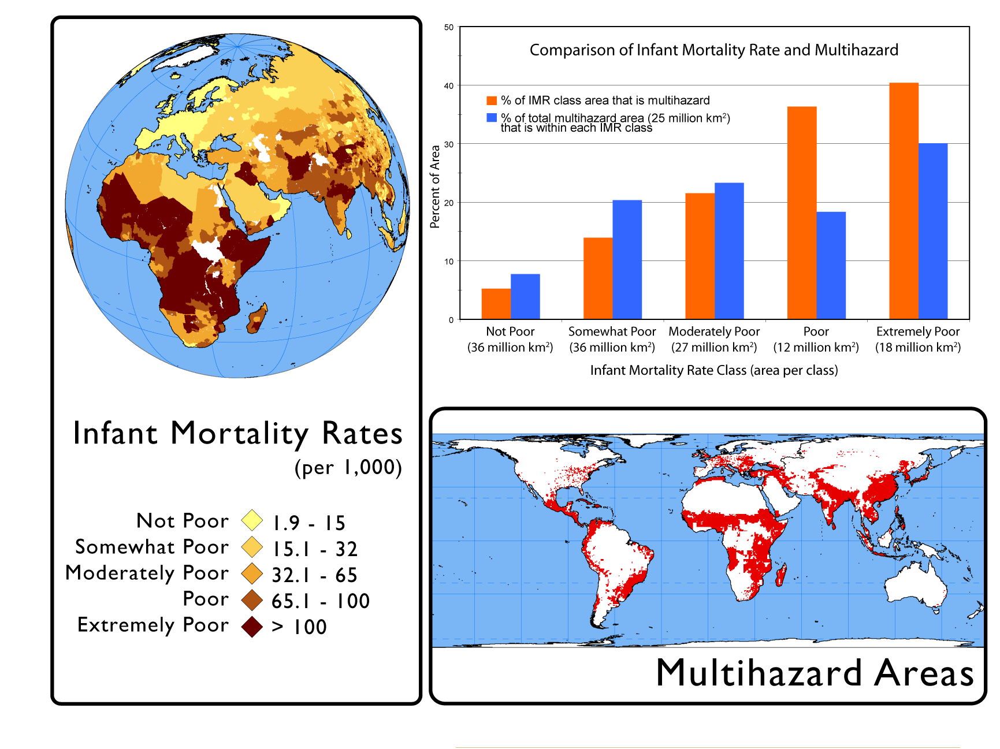 Infant Mortality Rates
(per 1,000)
Not Poor 1.9 - 15
Somewhat Poor 15.1 - 32
Moderately Poor 32.1 - 65
Poor 65.1 - 100
Extremely Poor > 100
Comparison of Infant Mortality Rate and Multihazard
% of IMR class area that is multihazard
% of total multihazard area (25 million km²)
that is within each IMR class
Percent of Area
50
40
30
20
10
0
Not Poor Somewhat Poor Moderately Poor Poor Extremely Poor
(36 million km²) (36 million km²) (27 million km²) (12 million km²) (18 million km²)
Infant Mortality Rate Class (area per class)
Multihazard Areas